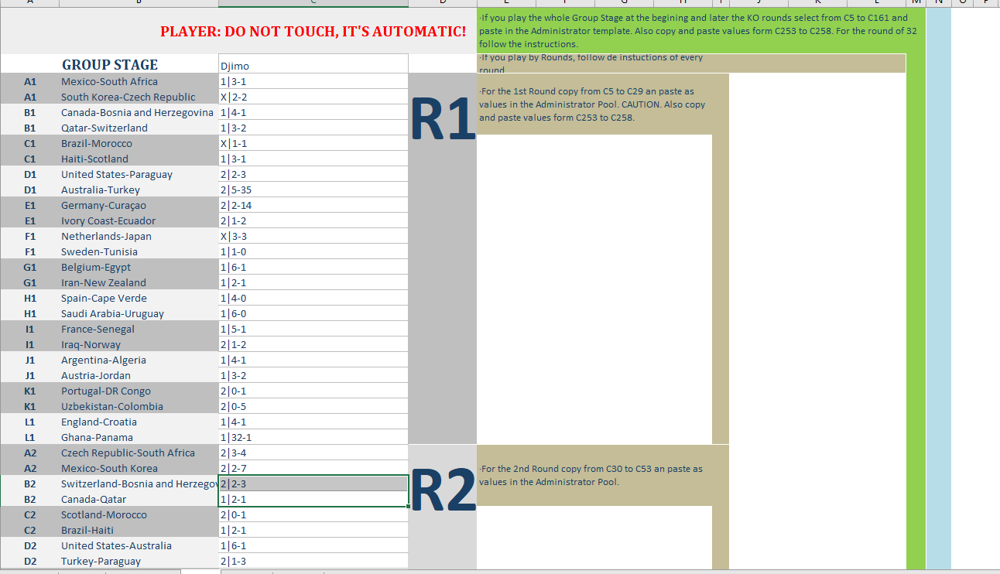 A B C D E F G H I J K L M N O P
·If you play the whole Group Stage at the begining and later the KO rounds select from C5 to C161 and
PLAYER: DO NOT TOUCH, IT'S AUTOMATIC!
paste in the Administrator template. Also copy and paste values form C253 to C258. For the round of 32
follow the instructions.
GROUP STAGE Djimo
·If you play by Rounds, follow de instuctions of every
round
A1 Mexico-South Africa 1|3-1
A1 South Korea-Czech Republic X|2-2
B1 Canada-Bosnia and Herzegovina 1|4-1
B1 Qatar-Switzerland 1|3-2
C1 Brazil-Morocco X|1-1
C1 Haiti-Scotland 1|3-1
D1 United States-Paraguay 2|2-3
D1 Australia-Turkey 2|5-35
E1 Germany-Curaçao 2|2-14
E1 Ivory Coast-Ecuador 2|1-2
F1 Netherlands-Japan X|3-3
F1 Sweden-Tunisia 1|1-0
G1 Belgium-Egypt 1|6-1
G1 Iran-New Zealand 1|2-1
H1 Spain-Cape Verde 1|4-0
H1 Saudi Arabia-Uruguay 1|6-0
I1 France-Senegal 1|5-1
I1 Iraq-Norway 2|1-2
J1 Argentina-Algeria 1|4-1
J1 Austria-Jordan 1|3-2
K1 Portugal-DR Congo 2|0-1
K1 Uzbekistan-Colombia 2|0-5
L1 England-Croatia 1|4-1
L1 Ghana-Panama 1|32-1
R1
·For the 1st Round copy from C5 to C29 an paste as
values in the Administrator Pool. CAUTION. Also copy
and paste values form C253 to C258.
A2 Czech Republic-South Africa 2|3-4
A2 Mexico-South Korea 2|2-7
B2 Switzerland-Bosnia and Herzegov 2|2-3
B2 Canada-Qatar 1|2-1
C2 Scotland-Morocco 2|0-1
C2 Brazil-Haiti 1|2-1
D2 United States-Australia 1|6-1
D2 Turkey-Paraguay 2|1-3
R2
·For the 2nd Round copy from C30 to C53 an paste as
values in the Administrator Pool.